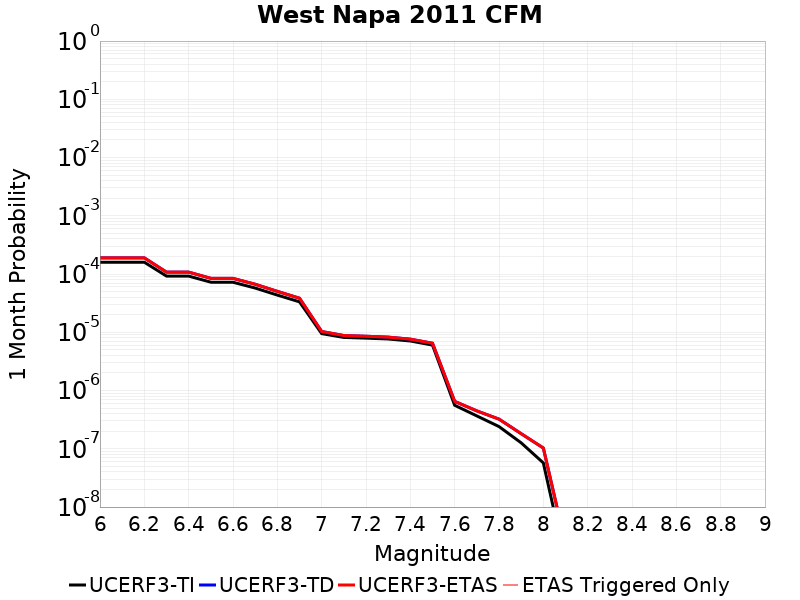 West Napa 2011 CFM
10^0
10^-1
10^-2
10^-3
10^-4
10^-5
10^-6
10^-7
10^-8
1 Month Probability
6 6.2 6.4 6.6 6.8 7 7.2 7.4 7.6 7.8 8 8.2 8.4 8.6 8.8 9
Magnitude
UCERF3-TI UCERF3-TD UCERF3-ETAS ETAS Triggered Only